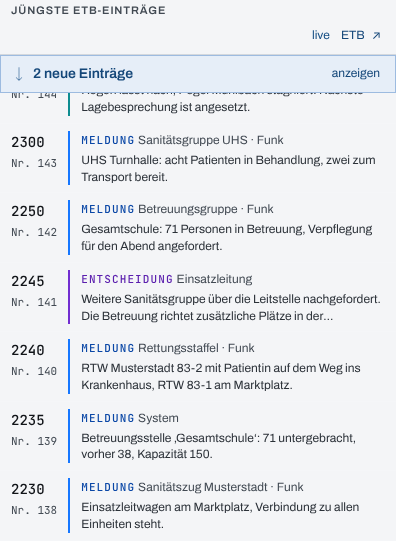 JÜNGSTE ETB-EINTRÄGE
live ETB ↗
↓ 2 neue Einträge anzeigen
Nr. 144
Lagebesprechung ist angesetzt.
2300 MELDUNG Sanitätsgruppe UHS · Funk
Nr. 143 UHS Turnhalle: acht Patienten in Behandlung, zwei zum
Transport bereit.
2250 MELDUNG Betreuungsgruppe · Funk
Nr. 142 Gesamtschule: 71 Personen in Betreuung, Verpflegung
für den Abend angefordert.
2245 ENTSCHEIDUNG Einsatzleitung
Nr. 141 Weitere Sanitätsgruppe über die Leitstelle nachgefordert.
Die Betreuung richtet zusätzliche Plätze in der…
2240 MELDUNG Rettungsstaffel · Funk
Nr. 140 RTW Musterstadt 83-2 mit Patientin auf dem Weg ins
Krankenhaus, RTW 83-1 am Marktplatz.
2235 MELDUNG System
Nr. 139 Betreuungsstelle ‚Gesamtschule‘: 71 untergebracht,
vorher 38, Kapazität 150.
2230 MELDUNG Sanitätszug Musterstadt · Funk
Nr. 138 Einsatzleitwagen am Marktplatz, Verbindung zu allen
Einheiten steht.